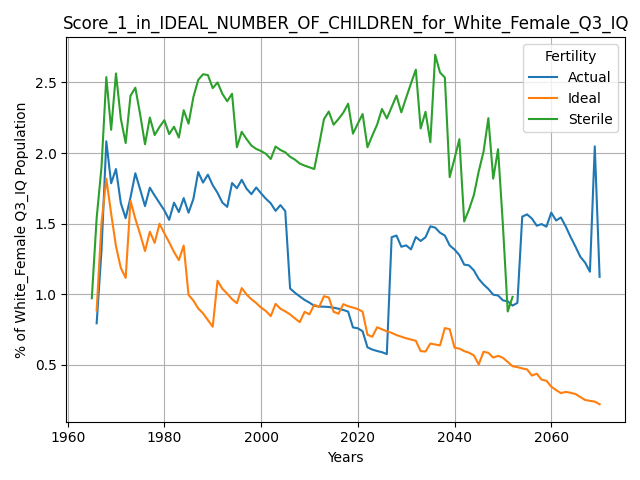 Score_1_in_IDEAL_NUMBER_OF_CHILDREN_for_White_Female_Q3_IQ
Fertility
Actual
Ideal
Sterile
% of White_Female Q3_IQ Population
2.5
2.0
1.5
1.0
0.5
1960 1980 2000 2020 2040 2060
Years